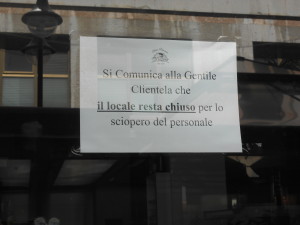 Si Comunica alla Gentile
Clientela che
il locale resta chiuso per lo
sciopero del personale